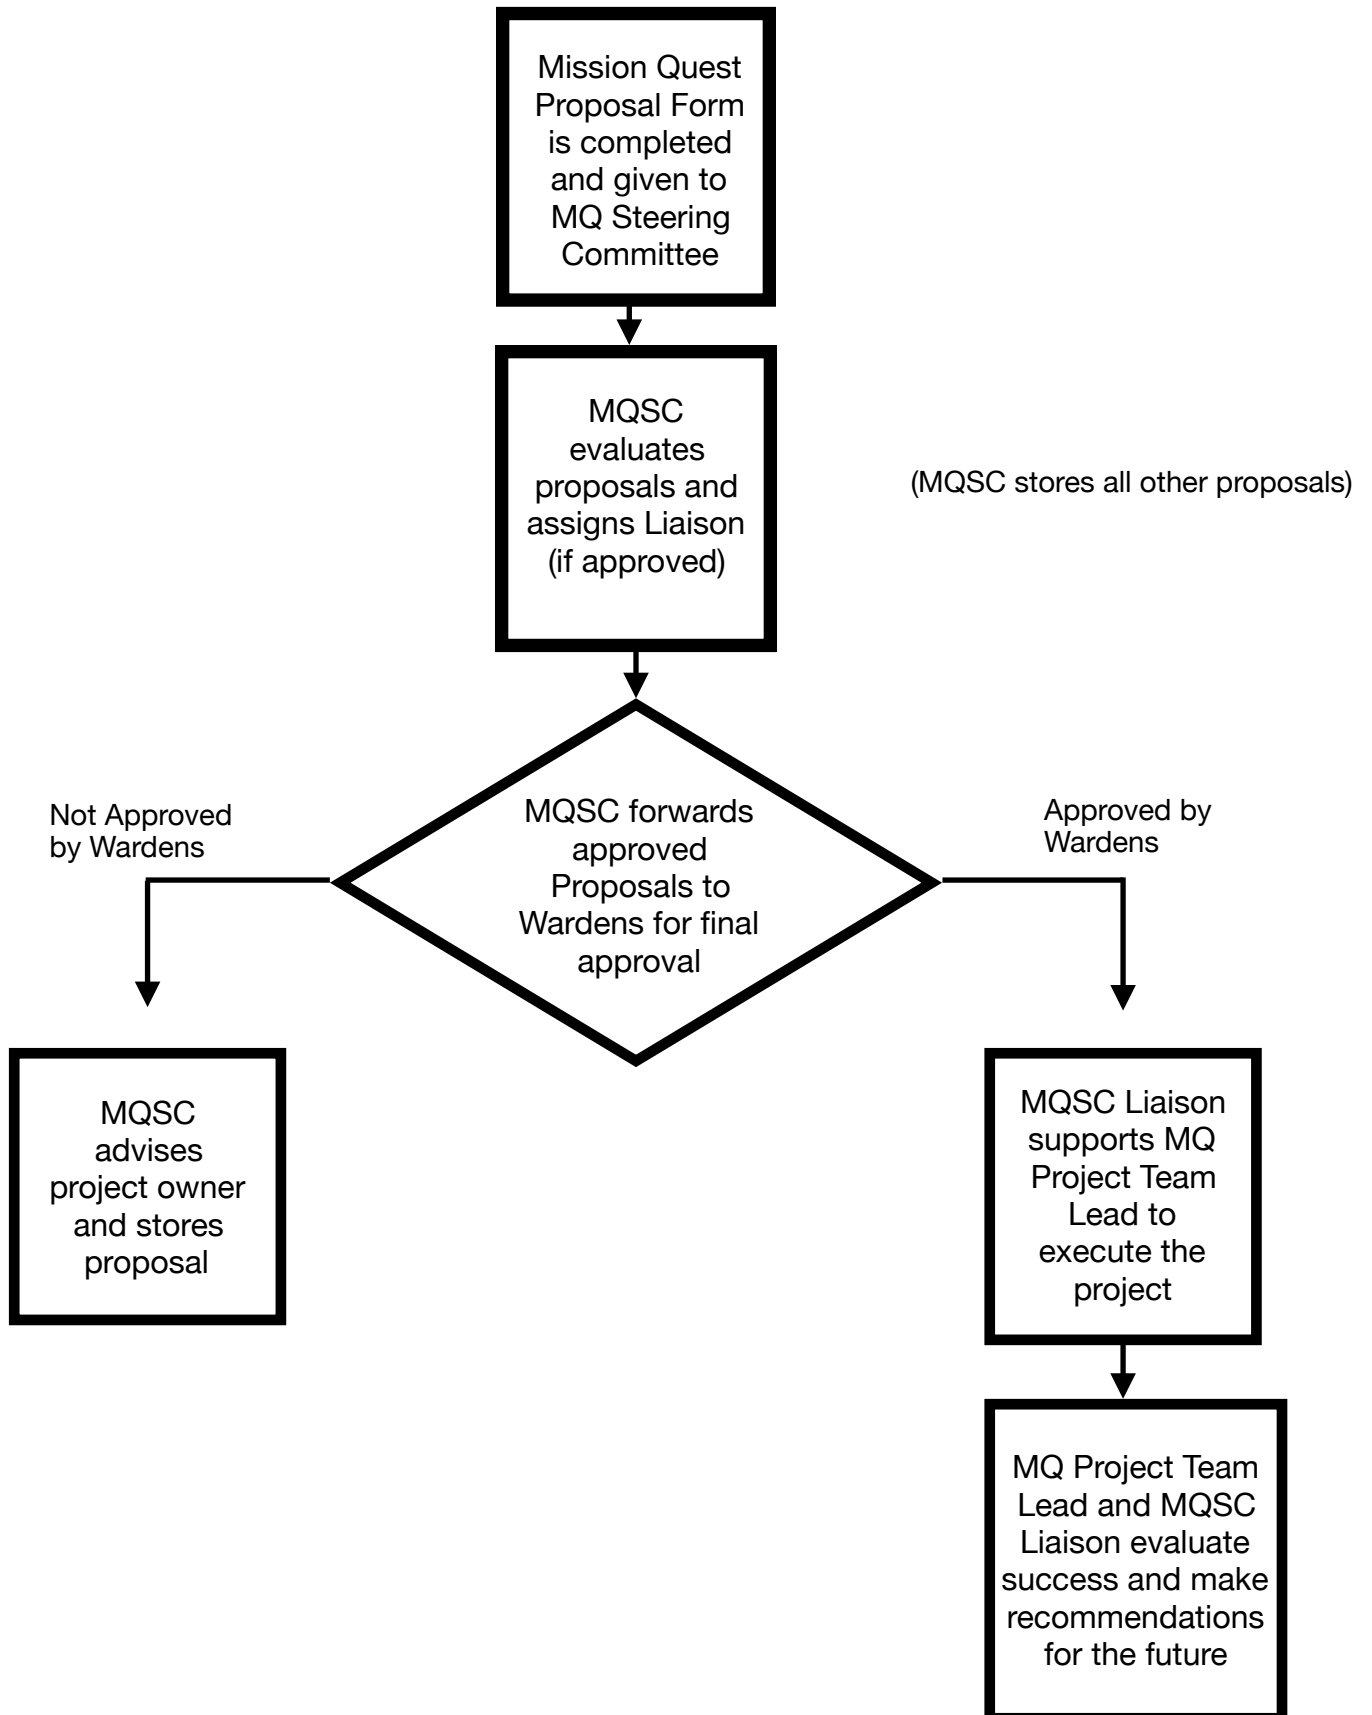 Mission Quest
Proposal Form
is completed
and given to
MQ Steering
Committee
MQSC
evaluates
proposals and
assigns Liaison
(if approved)
(MQSC stores all other proposals)
MQSC forwards
approved
Proposals to
Wardens for final
approval
Not Approved
by Wardens
Approved by
Wardens
MQSC
advises
project owner
and stores
proposal
MQSC Liaison
supports MQ
Project Team
Lead to
execute the
project
MQ Project Team
Lead and MQSC
Liaison evaluate
success and make
recommendations
for the future